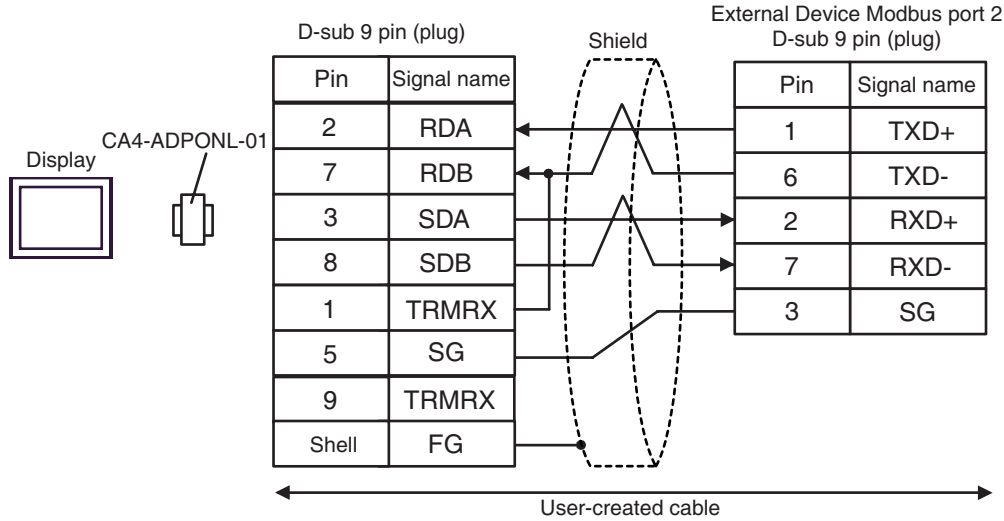 D-sub 9 pin (plug)
Shield
External Device Modbus port 2
D-sub 9 pin (plug)
Display
CA4-ADPONL-01
Pin Signal name
2 RDA
7 RDB
3 SDA
8 SDB
1 TRMRX
5 SG
9 TRMRX
Shell FG
Pin Signal name
1 TXD+
6 TXD-
2 RXD+
7 RXD-
3 SG
User-created cable